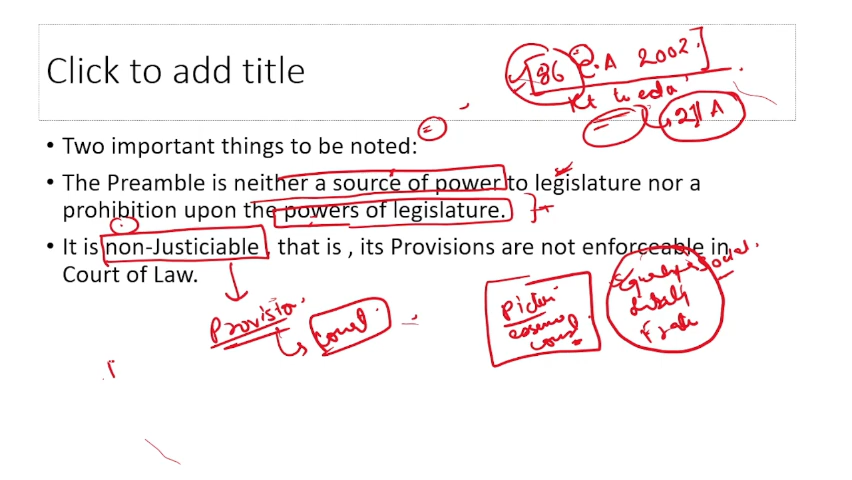 Click to add title
86 C.A 2002]
21 A
• Two important things to be noted:
• The Preamble is neither a source of power to legislature nor a
prohibition upon the powers of legislature.
• It is non-Justiciable , that is , its Provisions are not enforceable in
Court of Law.
Provision
Court